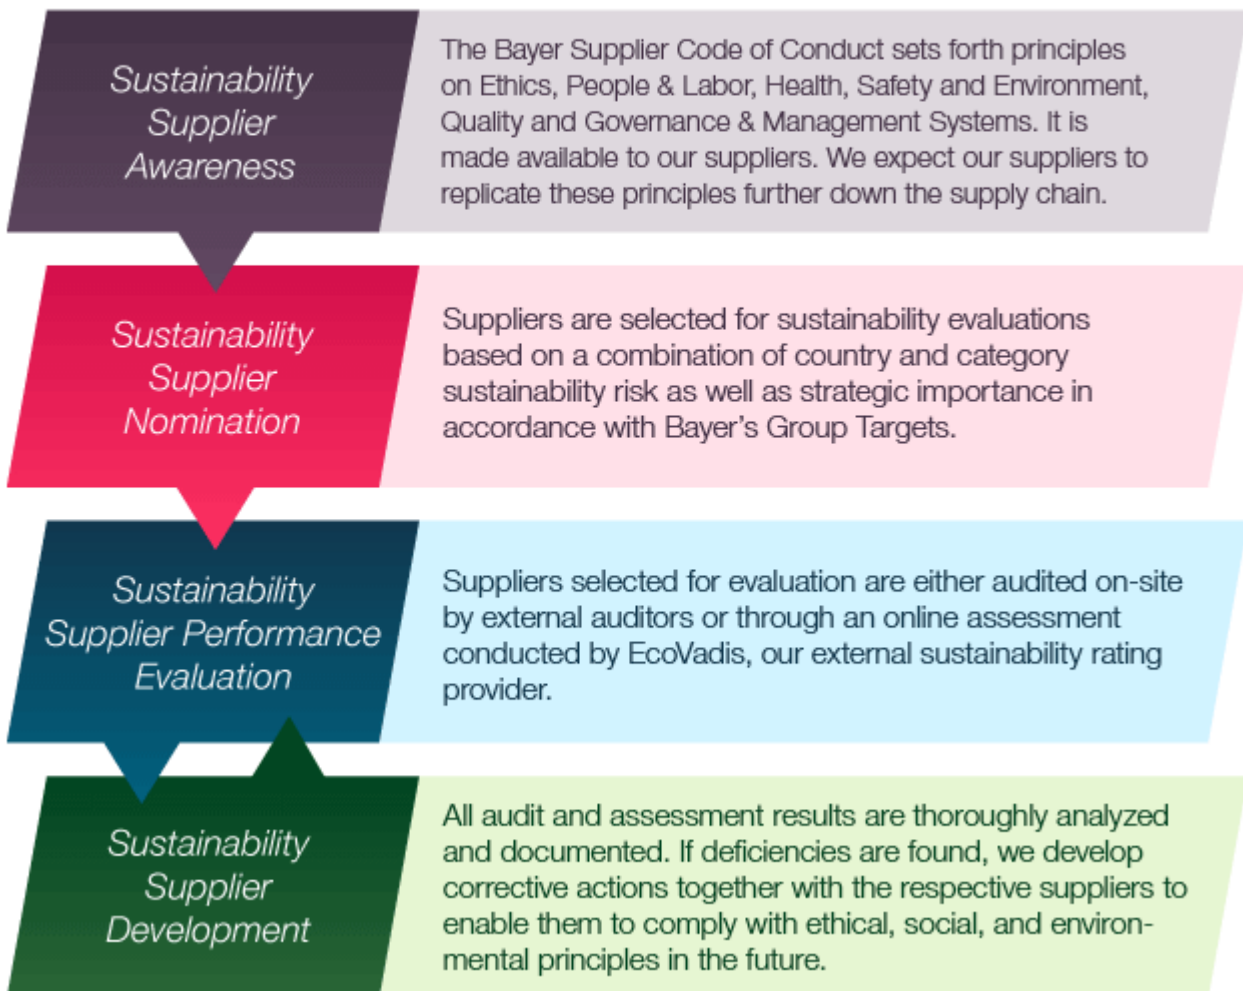 Sustainability
Supplier
Awareness
The Bayer Supplier Code of Conduct sets forth principles
on Ethics, People & Labor, Health, Safety and Environment,
Quality and Governance & Management Systems. It is
made available to our suppliers. We expect our suppliers to
replicate these principles further down the supply chain.
Sustainability
Supplier
Nomination
Suppliers are selected for sustainability evaluations
based on a combination of country and category
sustainability risk as well as strategic importance in
accordance with Bayer’s Group Targets.
Sustainability
Supplier Performance
Evaluation
Suppliers selected for evaluation are either audited on-site
by external auditors or through an online assessment
conducted by EcoVadis, our external sustainability rating
provider.
Sustainability
Supplier
Development
All audit and assessment results are thoroughly analyzed
and documented. If deficiencies are found, we develop
corrective actions together with the respective suppliers to
enable them to comply with ethical, social, and environ-
mental principles in the future.